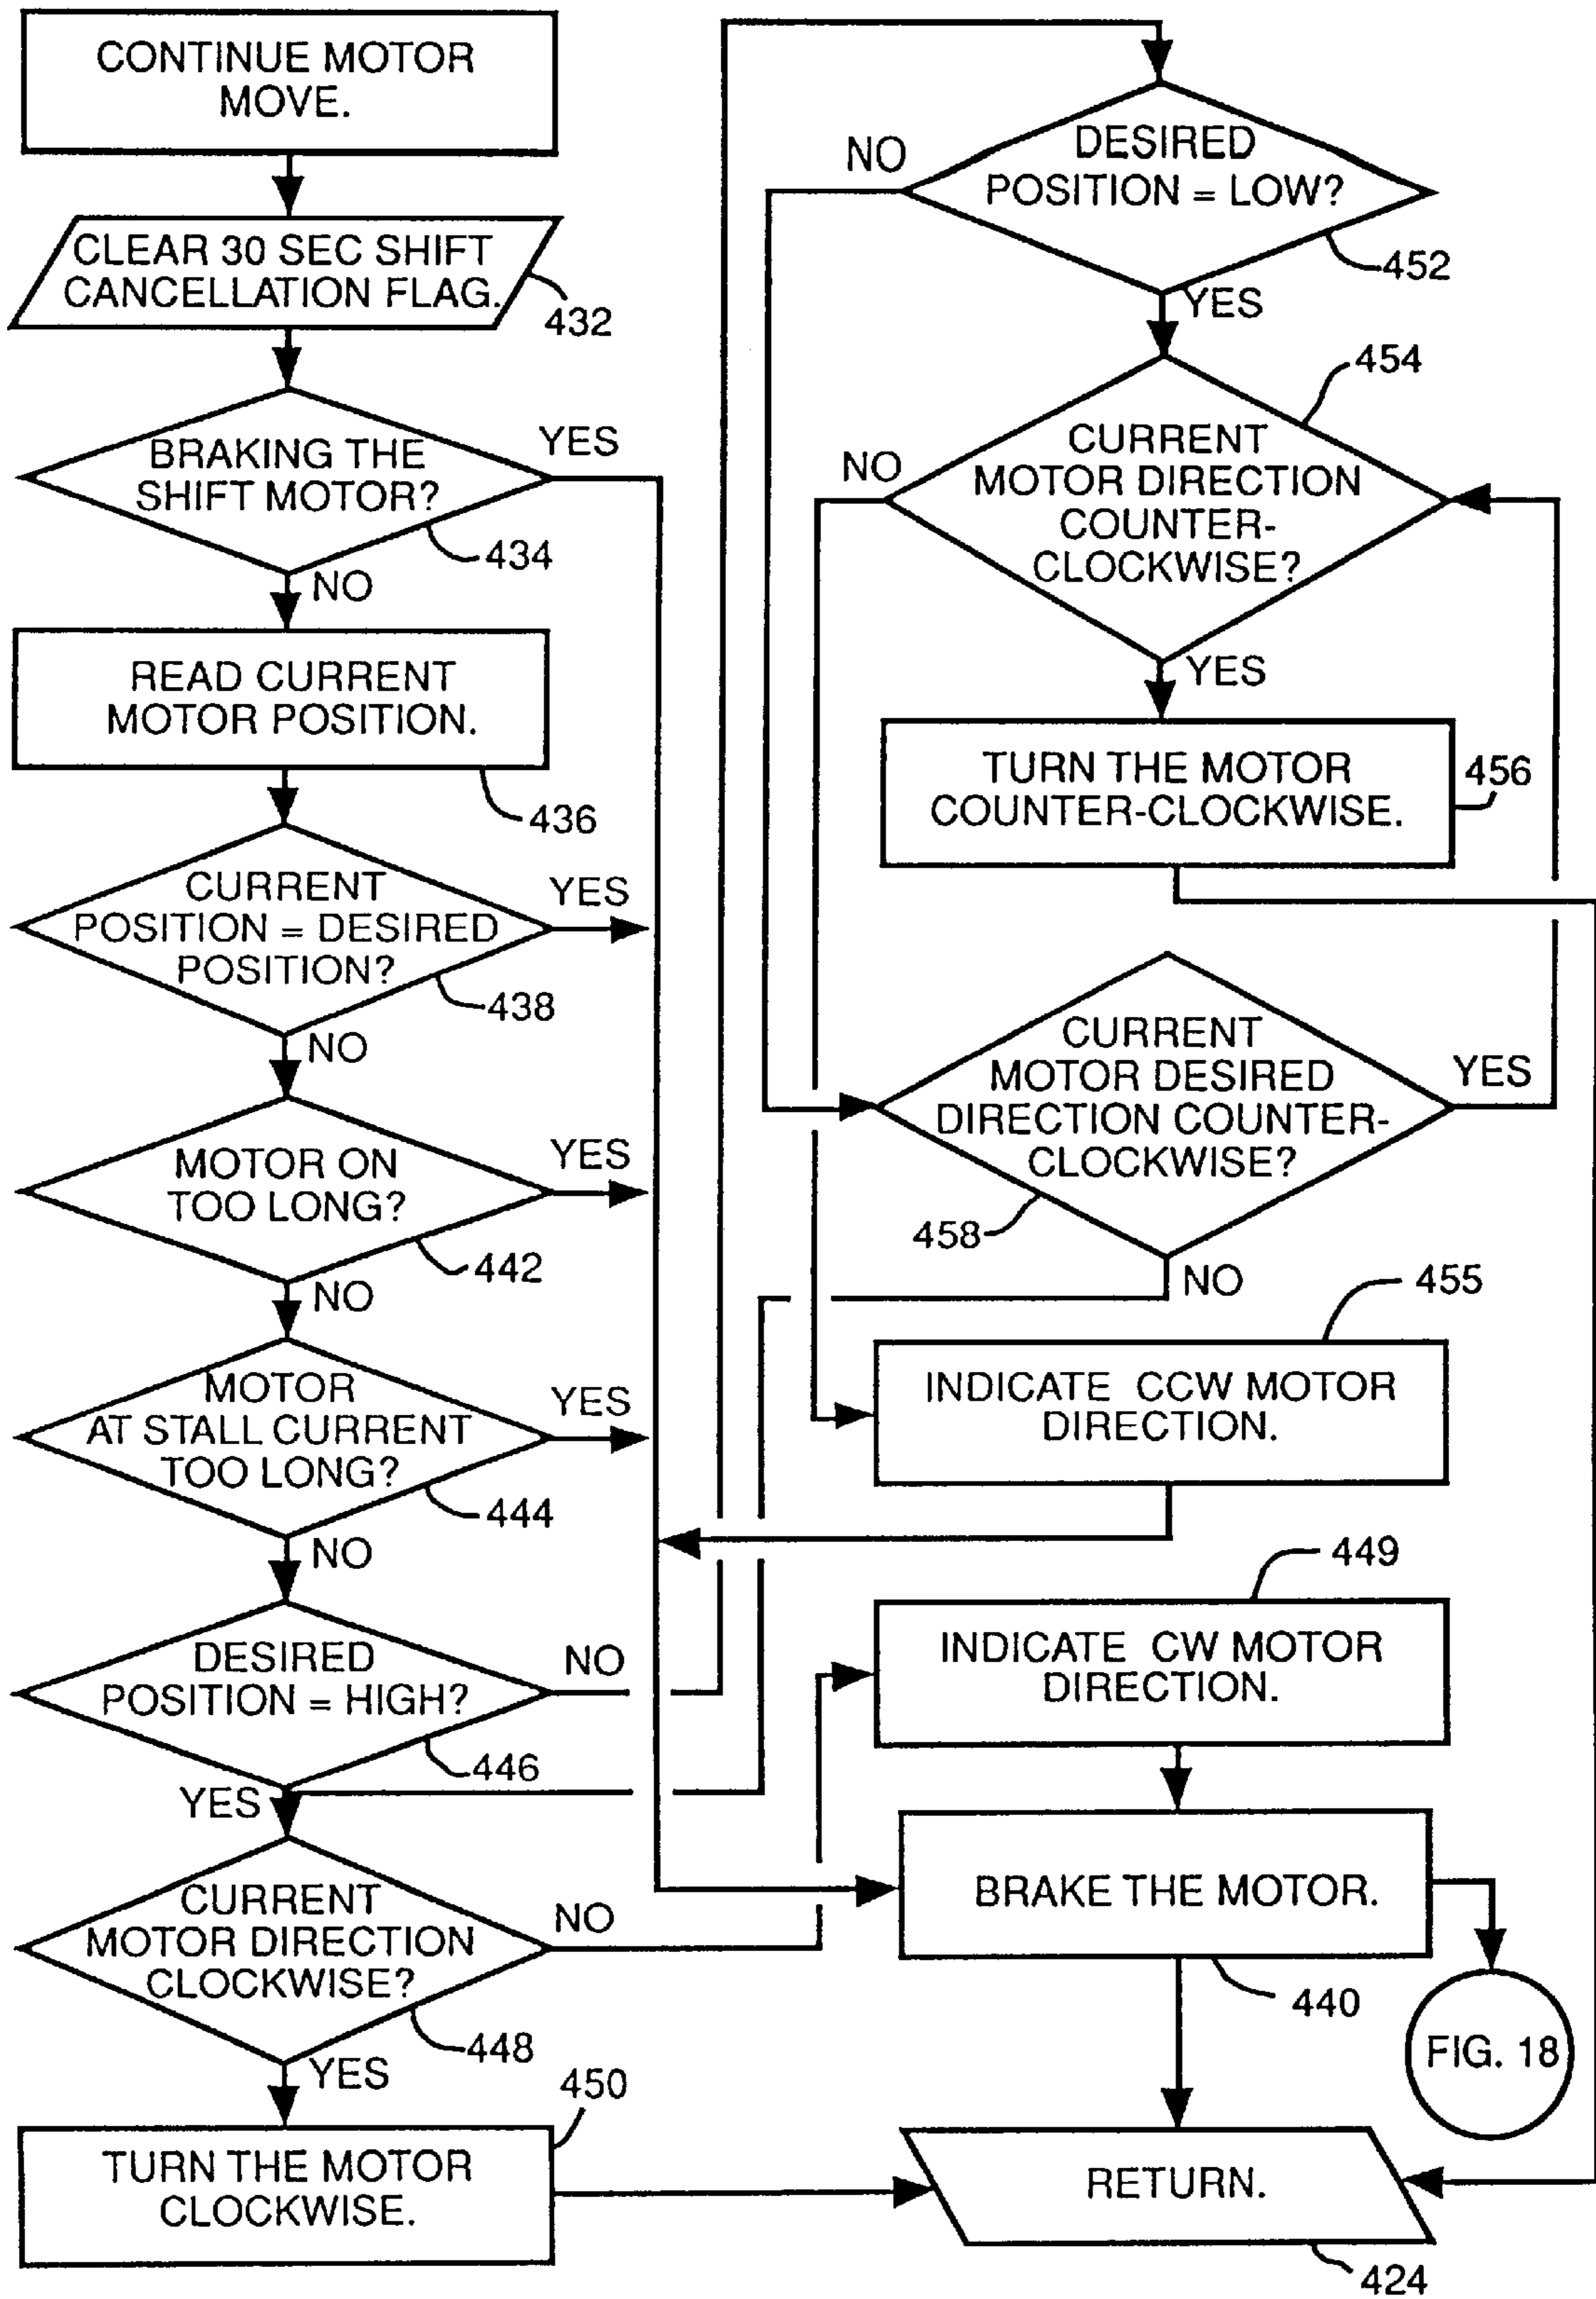 CONTINUE MOTOR
MOVE.
CLEAR 30 SEC SHIFT
CANCELLATION FLAG.
432
BRAKING THE
SHIFT MOTOR?
YES
434
NO
READ CURRENT
MOTOR POSITION.
436
CURRENT
POSITION = DESIRED
POSITION?
YES
438
NO
MOTOR ON
TOO LONG?
YES
442
NO
MOTOR
AT STALL CURRENT
TOO LONG?
YES
444
NO
DESIRED
POSITION = HIGH?
NO
446
YES
CURRENT
MOTOR DIRECTION
CLOCKWISE?
NO
448
YES
450
TURN THE MOTOR
CLOCKWISE.
DESIRED
POSITION = LOW?
NO
452
YES
454
CURRENT
MOTOR DIRECTION
COUNTER-
CLOCKWISE?
NO
YES
TURN THE MOTOR
COUNTER-CLOCKWISE.
456
CURRENT
MOTOR DESIRED
DIRECTION COUNTER-
CLOCKWISE?
YES
458
NO
455
INDICATE CCW MOTOR
DIRECTION.
449
INDICATE CW MOTOR
DIRECTION.
BRAKE THE MOTOR.
440
FIG. 18
RETURN.
424